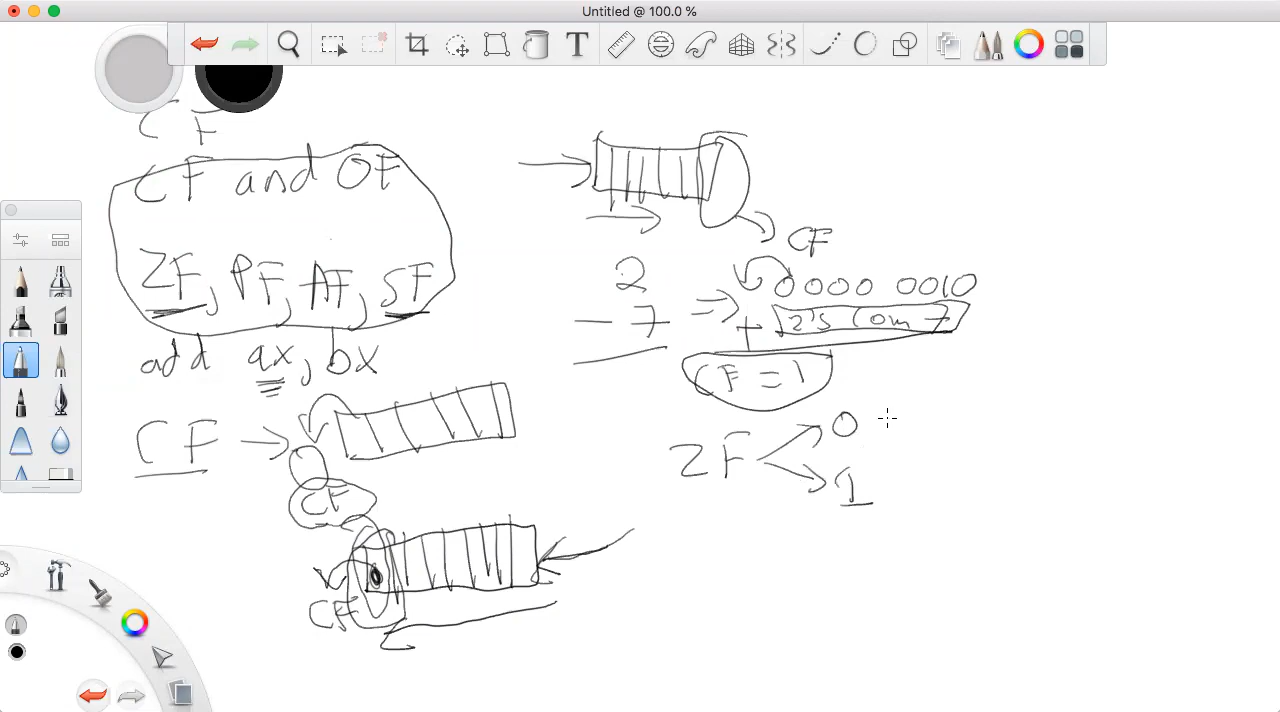 Untitled @ 100.0 %
CF
CF and OF
ZF, PF, AF, SF
add ax, bx
CF
CF
CF
CF
2
- 7
0000 0010
+ 2's Com 7
CF = 1
ZF
0
1